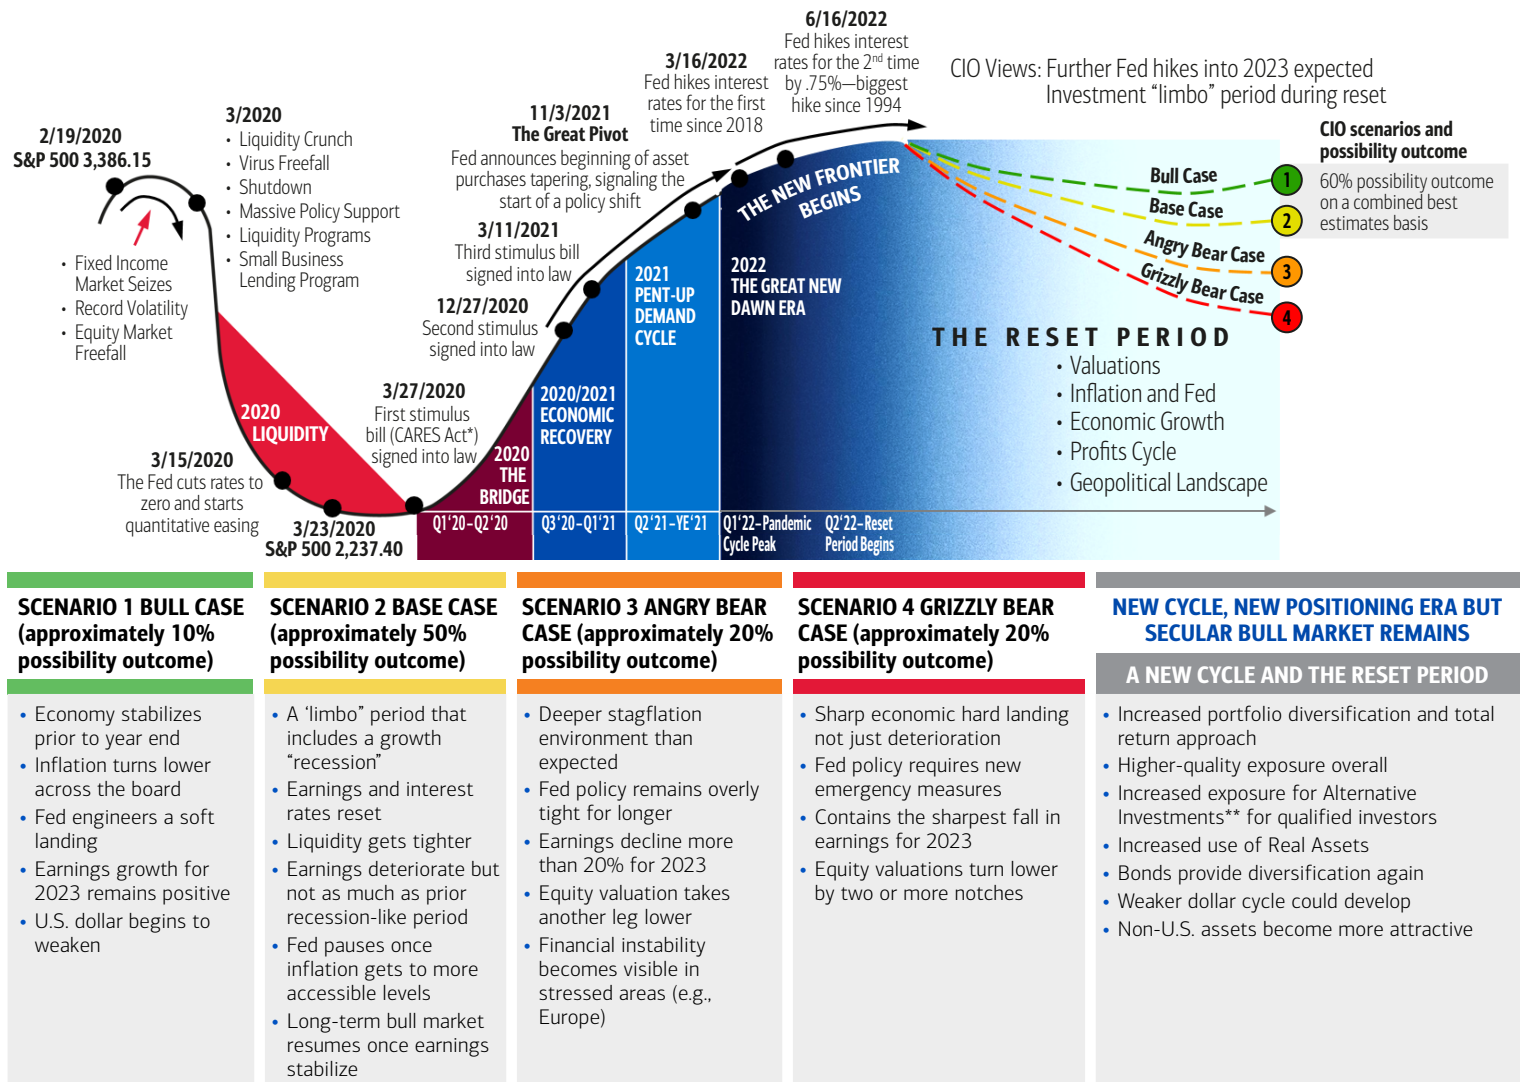 2/19/2020
S&P 500 3,386.15
• Fixed Income
Market Seizes
• Record Volatility
• Equity Market
Freefall
3/2020
• Liquidity Crunch
• Virus Freefall
• Shutdown
• Massive Policy Support
• Liquidity Programs
• Small Business
Lending Program
2020
LIQUIDITY
3/15/2020
The Fed cuts rates to
zero and starts
quantitative easing
3/23/2020
S&P 500 2,237.40
3/27/2020
First stimulus
bill (CARES Act*)
signed into law
12/27/2020
Second stimulus
signed into law
3/11/2021
Third stimulus bill
signed into law
11/3/2021
The Great Pivot
Fed announces beginning of asset
purchases tapering, signaling the
start of a policy shift
3/16/2022
Fed hikes interest
rates for the first
time since 2018
6/16/2022
Fed hikes interest
rates for the 2nd time
by .75%—biggest
hike since 1994
CIO Views: Further Fed hikes into 2023 expected
Investment “limbo” period during reset
CIO scenarios and
possibility outcome
60% possibility outcome
on a combined best
estimates basis
Bull Case
1
Base Case
2
Angry Bear Case
3
Grizzly Bear Case
4
THE NEW FRONTIER
BEGINS
2020
THE
BRIDGE
2020/2021
ECONOMIC
RECOVERY
2021
PENT-UP
DEMAND
CYCLE
2022
THE GREAT NEW
DAWN ERA
THE RESET PERIOD
• Valuations
• Inflation and Fed
• Economic Growth
• Profits Cycle
• Geopolitical Landscape
Q1‘20–Q2‘20
Q3‘20–Q1‘21
Q2‘21–YE‘21
Q1‘22–Pandemic
Cycle Peak
Q2‘22–Reset
Period Begins
SCENARIO 1 BULL CASE
(approximately 10%
possibility outcome)
• Economy stabilizes
prior to year end
• Inflation turns lower
across the board
• Fed engineers a soft
landing
• Earnings growth for
2023 remains positive
• U.S. dollar begins to
weaken
SCENARIO 2 BASE CASE
(approximately 50%
possibility outcome)
• A ‘limbo” period that
includes a growth
“recession”
• Earnings and interest
rates reset
• Liquidity gets tighter
• Earnings deteriorate but
not as much as prior
recession-like period
• Fed pauses once
inflation gets to more
accessible levels
• Long-term bull market
resumes once earnings
stabilize
SCENARIO 3 ANGRY BEAR
CASE (approximately 20%
possibility outcome)
• Deeper stagflation
environment than
expected
• Fed policy remains overly
tight for longer
• Earnings decline more
than 20% for 2023
• Equity valuation takes
another leg lower
• Financial instability
becomes visible in
stressed areas (e.g.,
Europe)
SCENARIO 4 GRIZZLY BEAR
CASE (approximately 20%
possibility outcome)
• Sharp economic hard landing
not just deterioration
• Fed policy requires new
emergency measures
• Contains the sharpest fall in
earnings for 2023
• Equity valuations turn lower
by two or more notches
NEW CYCLE, NEW POSITIONING ERA BUT
SECULAR BULL MARKET REMAINS
A NEW CYCLE AND THE RESET PERIOD
• Increased portfolio diversification and total
return approach
• Higher-quality exposure overall
• Increased exposure for Alternative
Investments** for qualified investors
• Increased use of Real Assets
• Bonds provide diversification again
• Weaker dollar cycle could develop
• Non-U.S. assets become more attractive